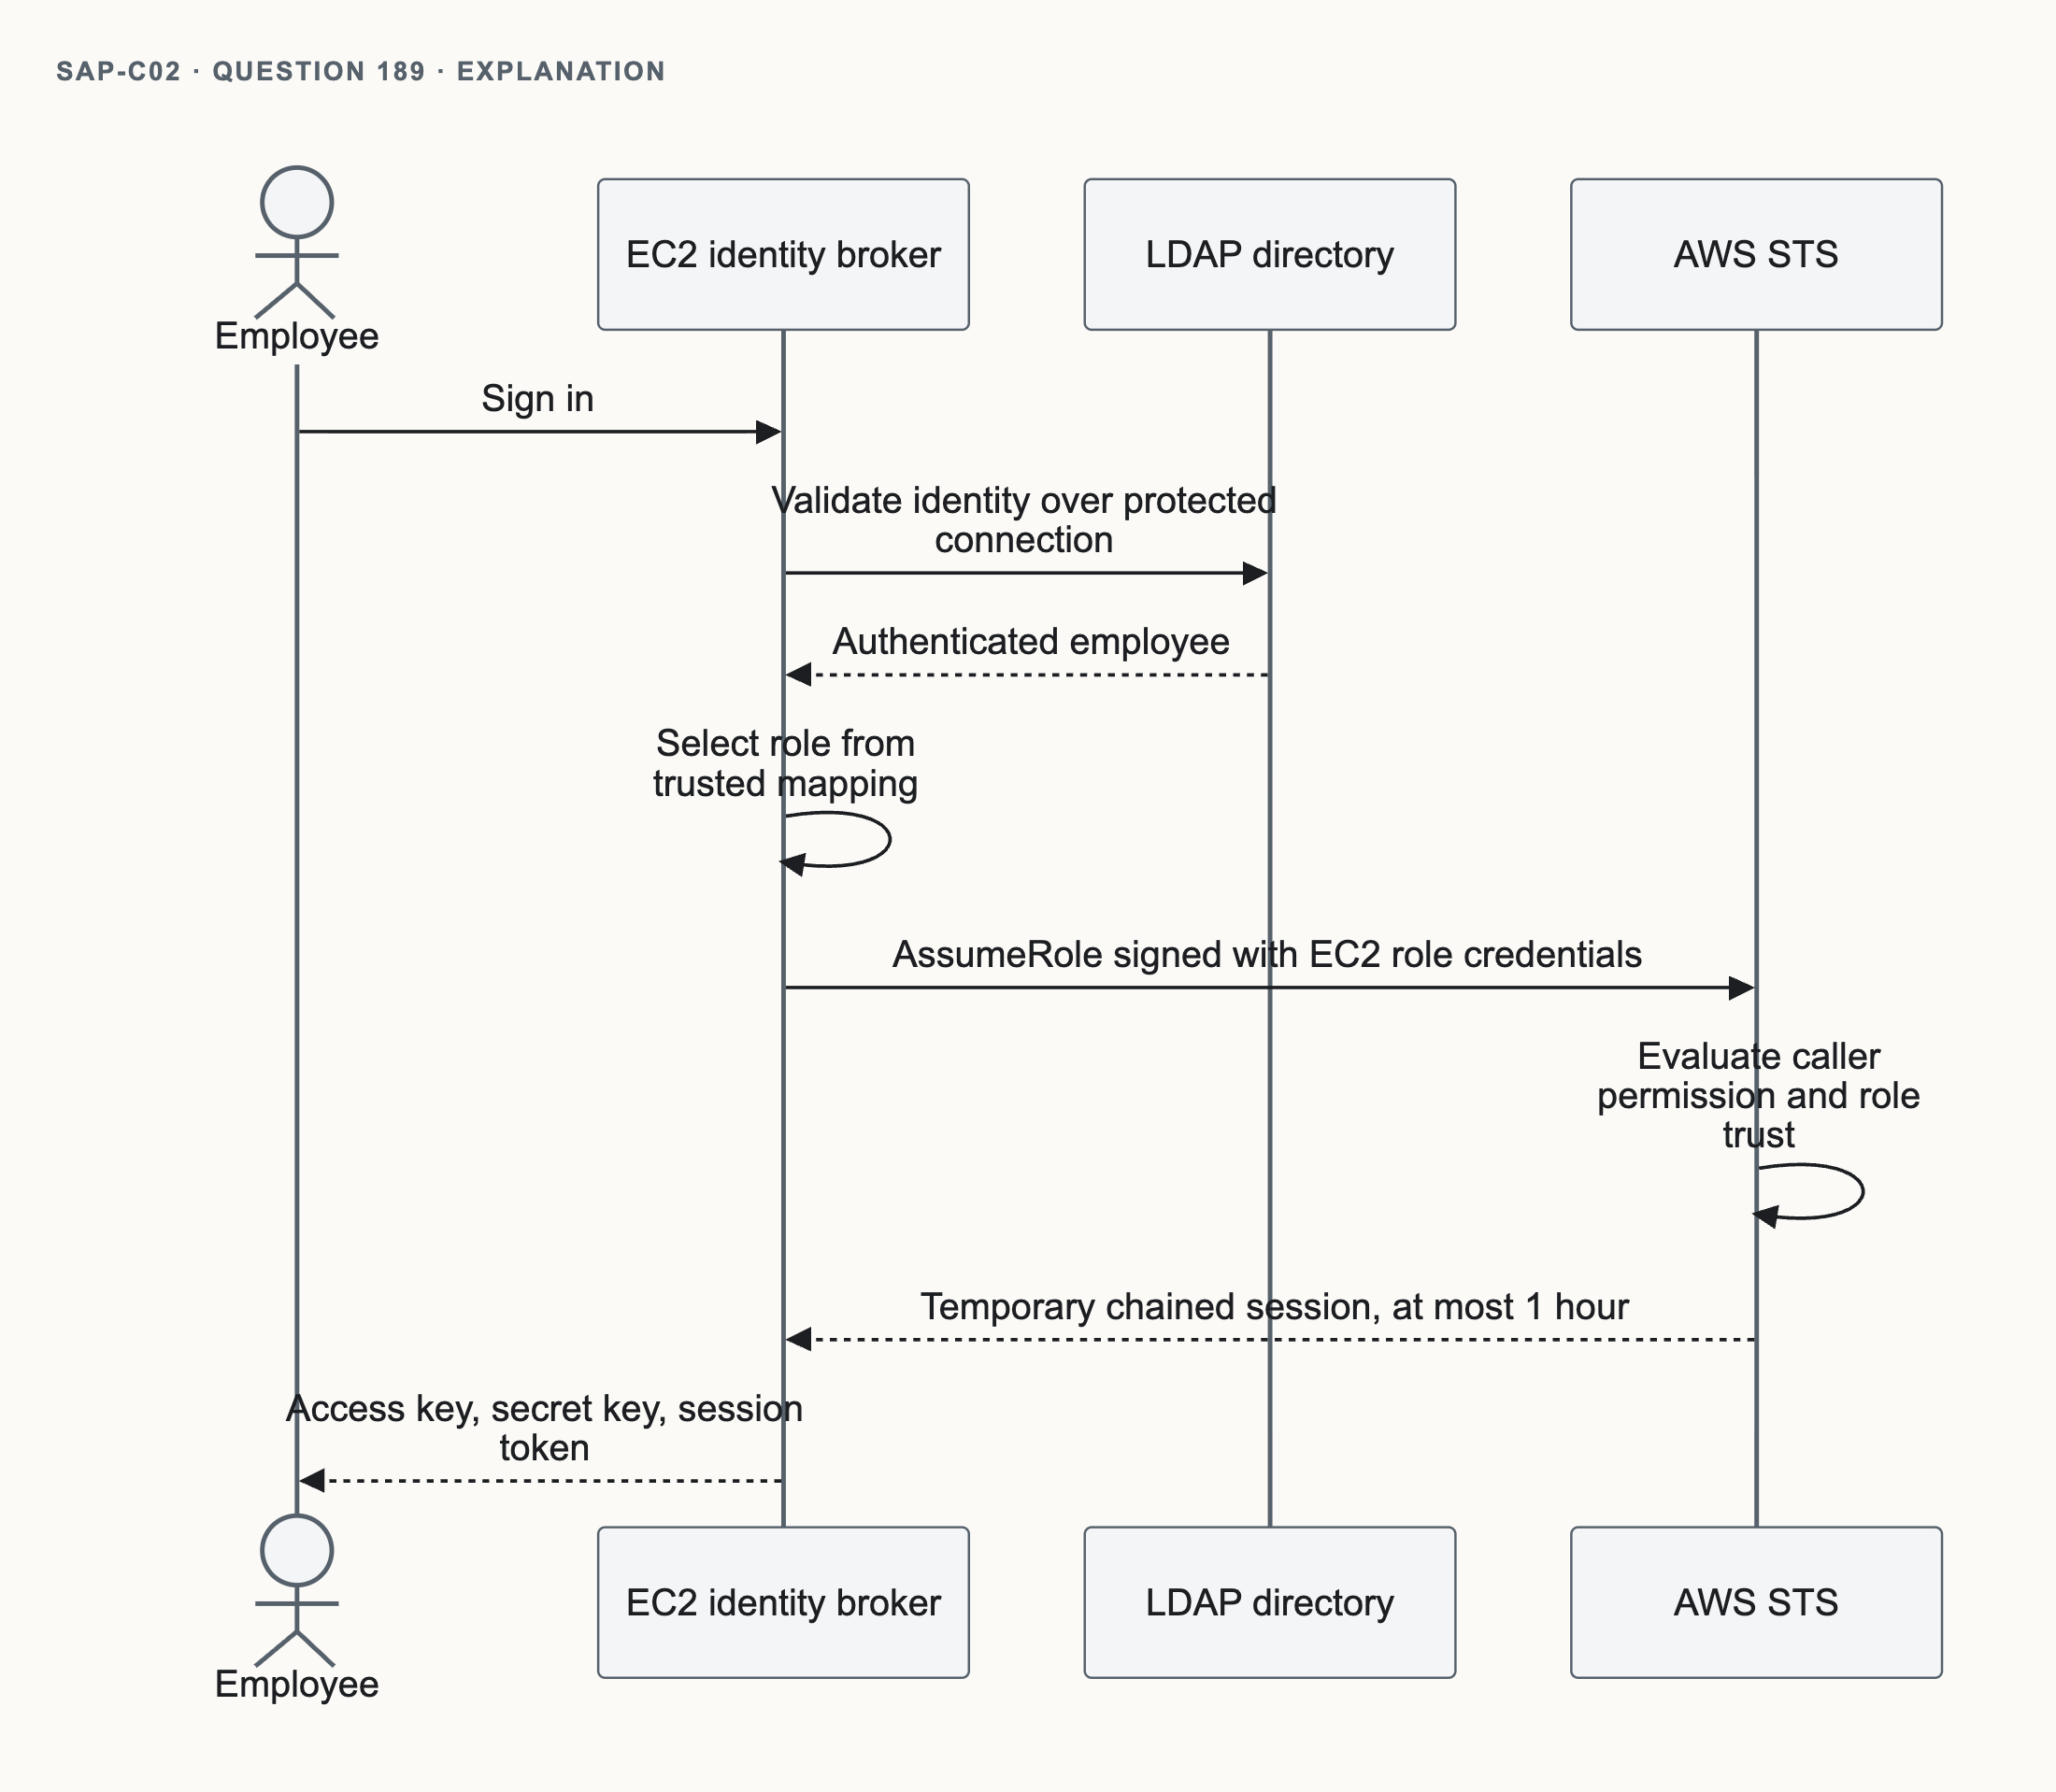 SAP-C02 · QUESTION 189 · EXPLANATION
Employee
EC2 identity broker
LDAP directory
AWS STS
Sign in
Validate identity over protected
connection
Authenticated employee
Select role from
trusted mapping
AssumeRole signed with EC2 role credentials
Evaluate caller
permission and role
trust
Temporary chained session, at most 1 hour
Access key, secret key, session
token
Employee
EC2 identity broker
LDAP directory
AWS STS